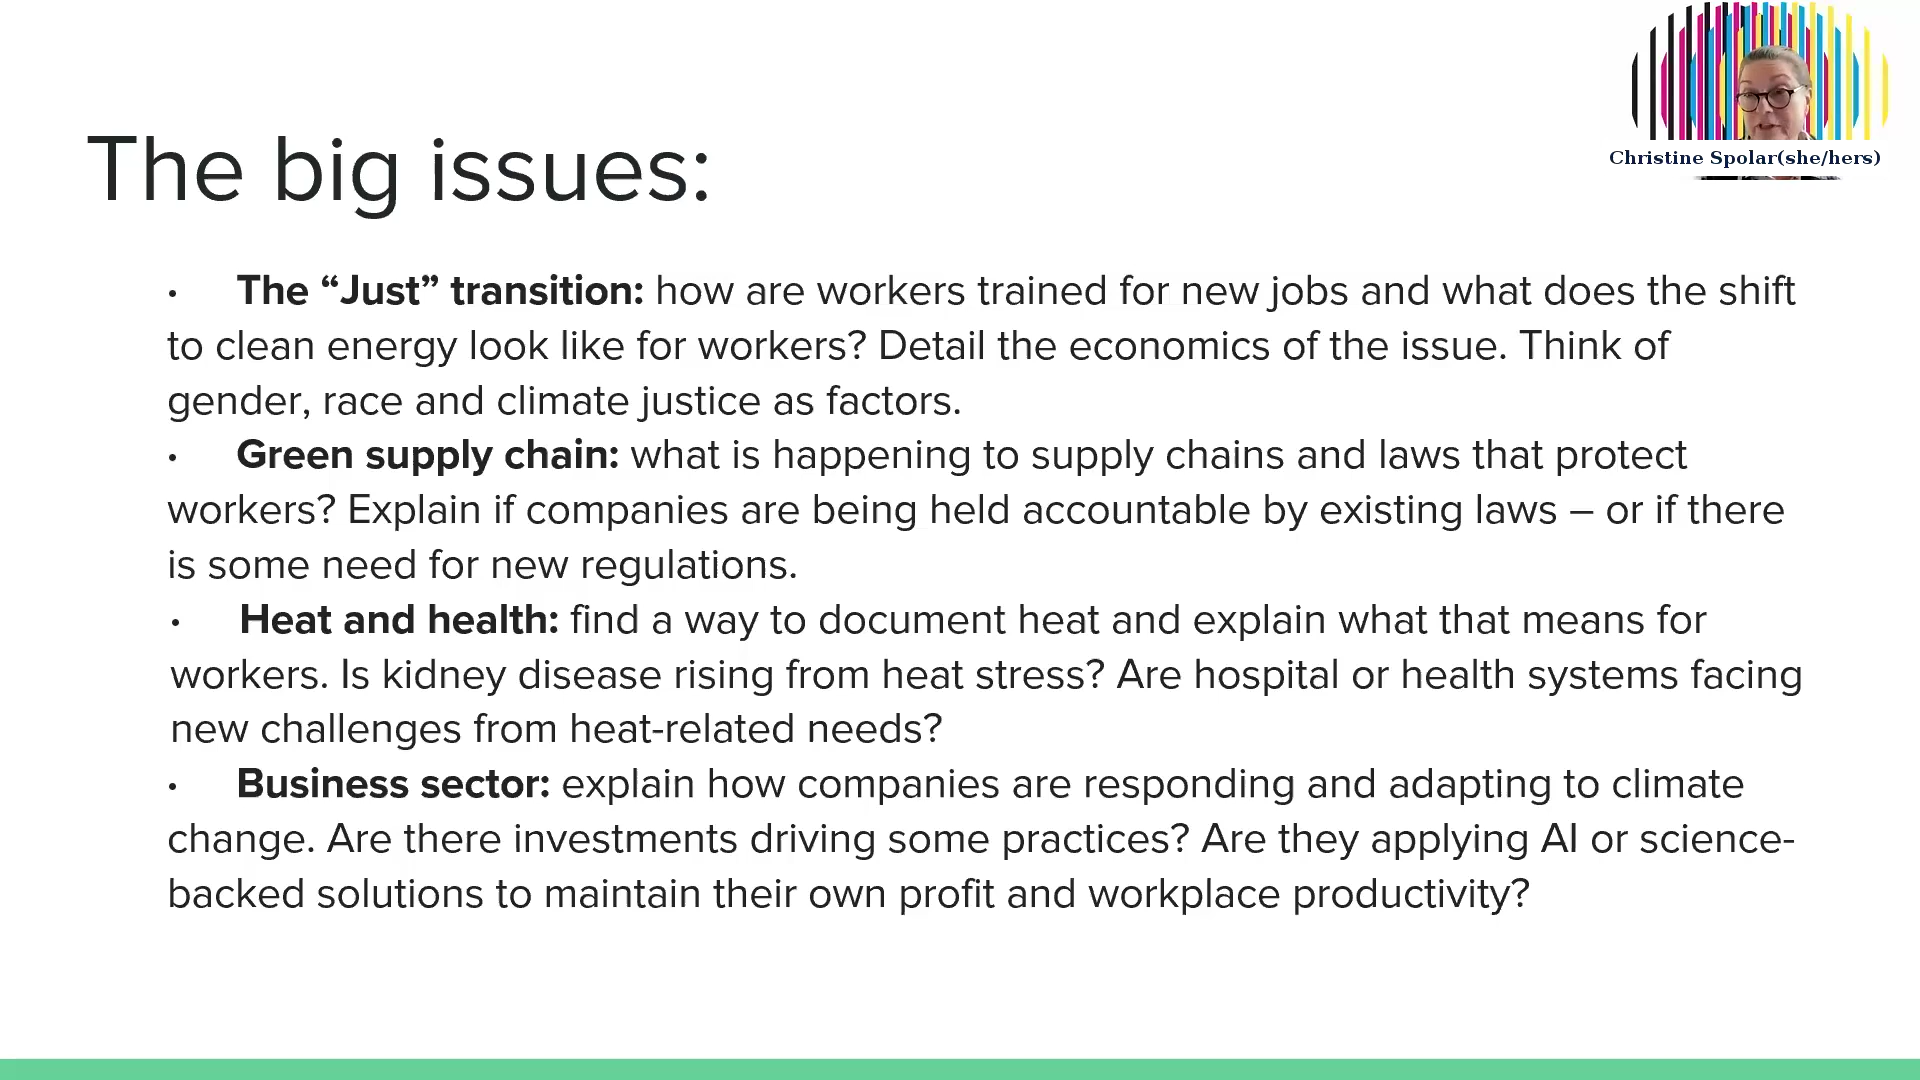 Christine Spolar(she/hers)
The big issues:
• The “Just” transition: how are workers trained for new jobs and what does the shift
to clean energy look like for workers? Detail the economics of the issue. Think of
gender, race and climate justice as factors.
• Green supply chain: what is happening to supply chains and laws that protect
workers? Explain if companies are being held accountable by existing laws – or if there
is some need for new regulations.
• Heat and health: find a way to document heat and explain what that means for
workers. Is kidney disease rising from heat stress? Are hospital or health systems facing
new challenges from heat-related needs?
• Business sector: explain how companies are responding and adapting to climate
change. Are there investments driving some practices? Are they applying AI or science-
backed solutions to maintain their own profit and workplace productivity?